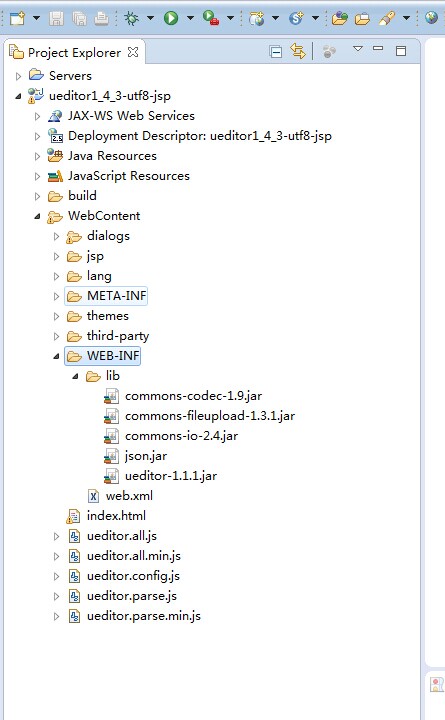 Project Explorer
Servers
ueditor1_4_3-utf8-jsp
JAX-WS Web Services
Deployment Descriptor: ueditor1_4_3-utf8-jsp
Java Resources
JavaScript Resources
build
WebContent
dialogs
jsp
lang
META-INF
themes
third-party
WEB-INF
lib
commons-codec-1.9.jar
commons-fileupload-1.3.1.jar
commons-io-2.4.jar
json.jar
ueditor-1.1.1.jar
web.xml
index.html
ueditor.all.js
ueditor.all.min.js
ueditor.config.js
ueditor.parse.js
ueditor.parse.min.js